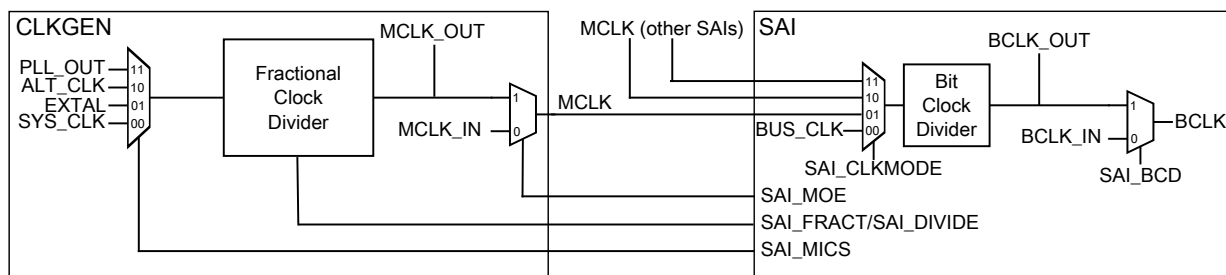 CLKGEN
PLL_OUT
ALT_CLK
EXTAL
SYS_CLK
11
10
01
00
Fractional
Clock
Divider
MCLK_OUT
MCLK_IN
1
0
MCLK
MCLK (other SAIs)
SAI
BUS_CLK
11
10
01
00
SAI_CLKMODE
Bit
Clock
Divider
BCLK_OUT
BCLK_IN
1
0
BCLK
SAI_BCD
SAI_MOE
SAI_FRACT/SAI_DIVIDE
SAI_MICS